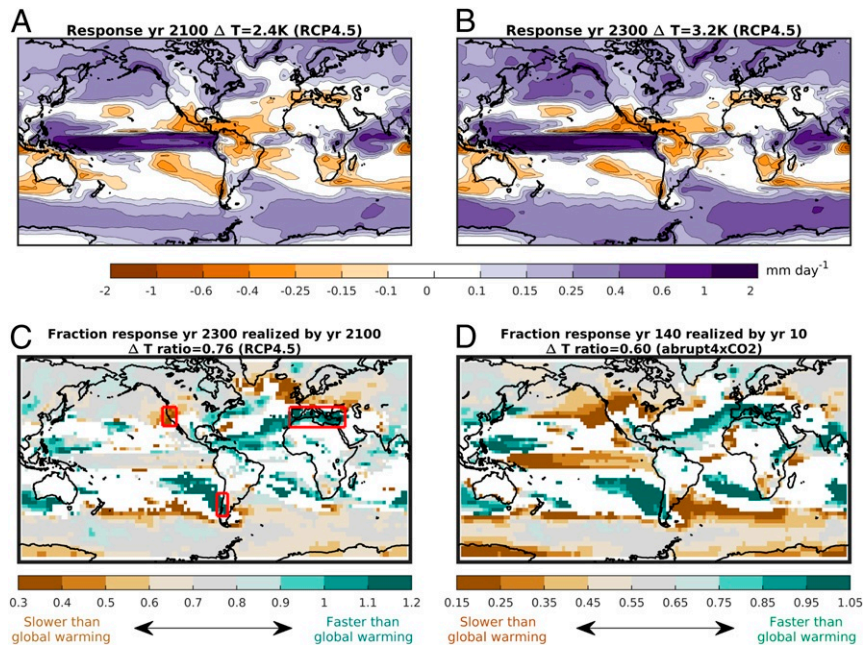 A
Response yr 2100 Δ T=2.4K (RCP4.5)
B
Response yr 2300 Δ T=3.2K (RCP4.5)
-2 -1 -0.6 -0.4 -0.25 -0.15 -0.1 0 0.1 0.15 0.25 0.4 0.6 1 2 mm day-1
C
Fraction response yr 2300 realized by yr 2100
Δ T ratio=0.76 (RCP4.5)
D
Fraction response yr 140 realized by yr 10
Δ T ratio=0.60 (abrupt4xCO2)
0.3 0.4 0.5 0.6 0.7 0.8 0.9 1 1.1 1.2
Slower than
global warming
Faster than
global warming
0.15 0.25 0.35 0.45 0.55 0.65 0.75 0.85 0.95 1.05
Slower than
global warming
Faster than
global warming